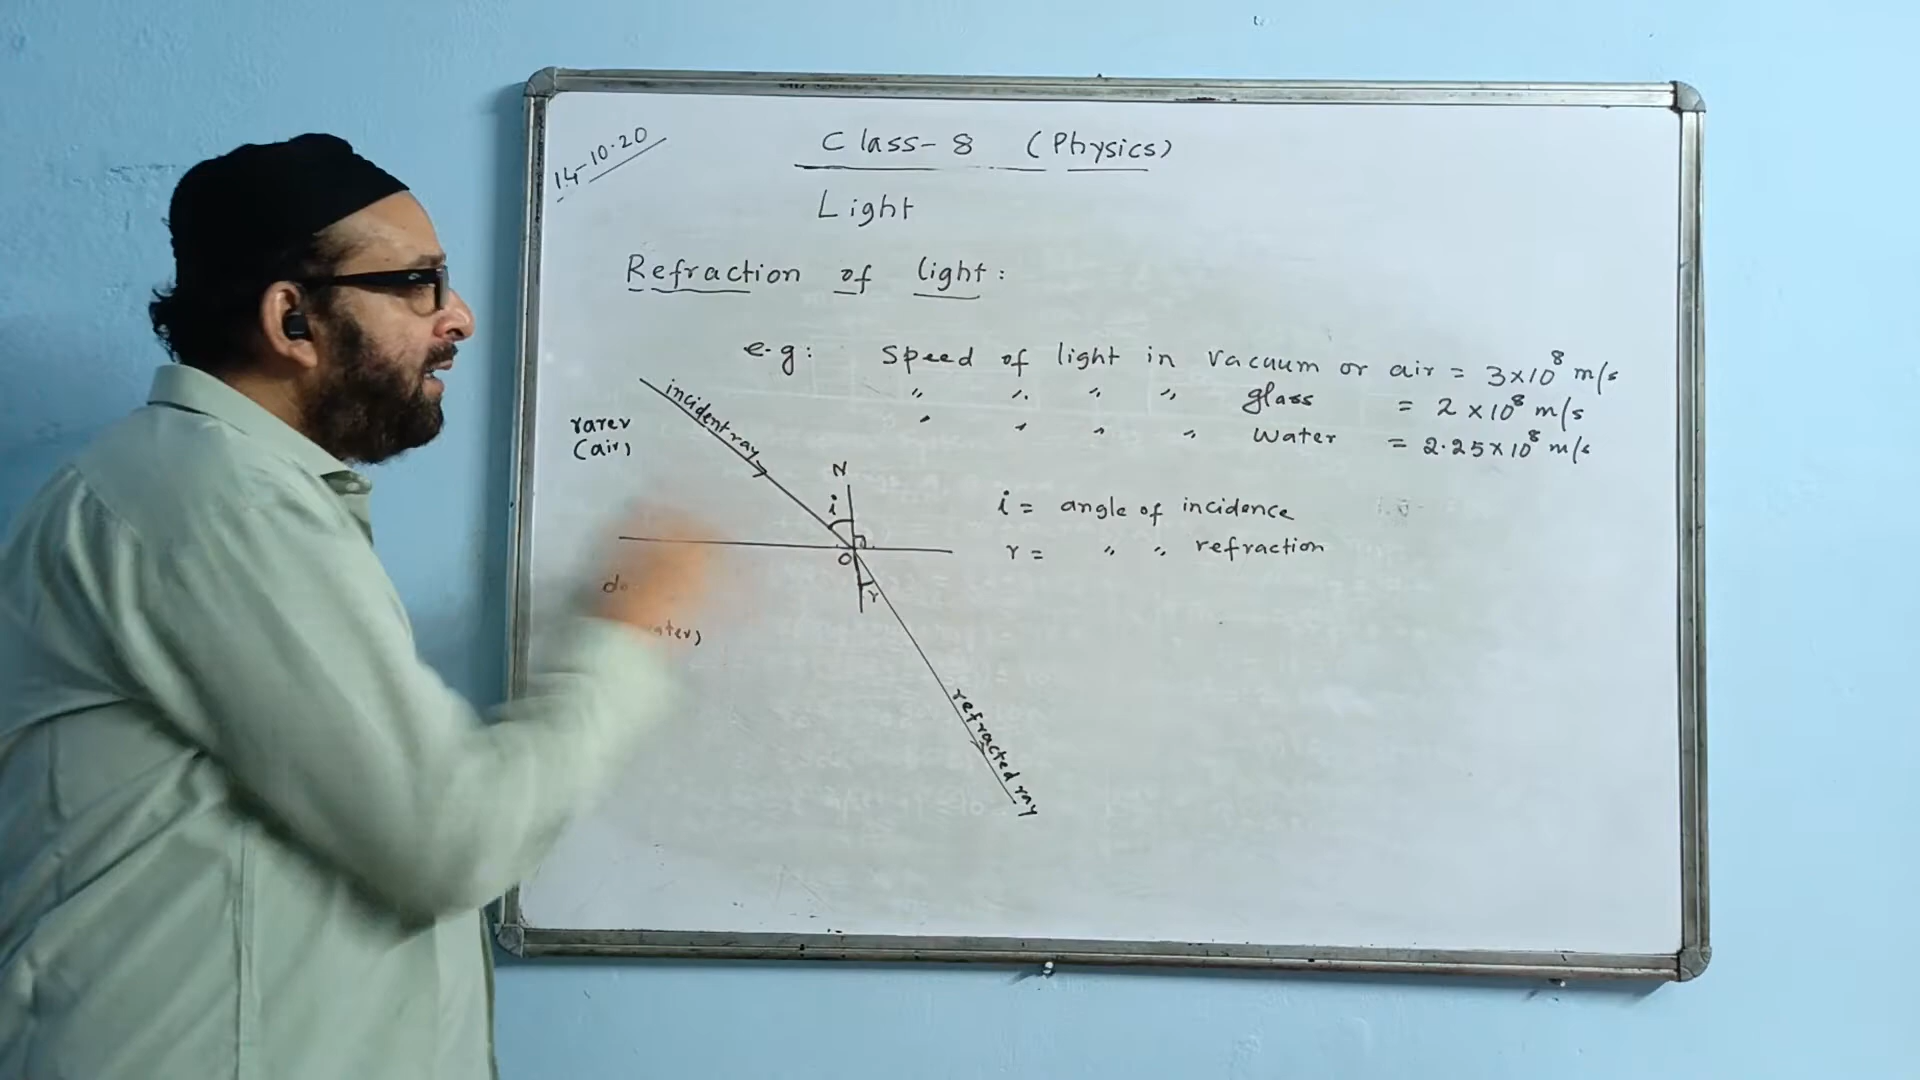 14-10-20
Class-8 (Physics)
Light
Refraction of light:
e.g: Speed of light in vacuum or air = 3×10⁸ m/s
" " " " glass = 2×10⁸ m/s
" " " " Water = 2.25×10⁸ m/s
rarer
(air)
incident ray
N
i
O
r
i = angle of incidence
r = " " refraction
refracted ray